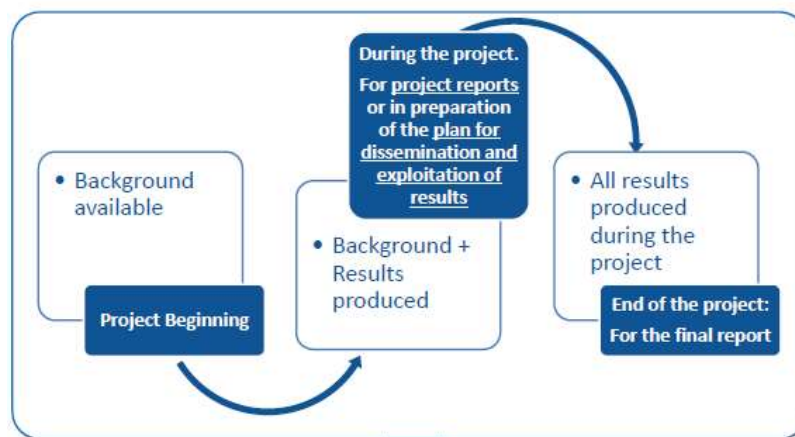 • Background
available
Project Beginning
During the project.
For project reports
or in preparation
of the plan for
dissemination and
exploitation of
results
• Background +
Results
produced
• All results
produced
during the
project
End of the project:
For the final report